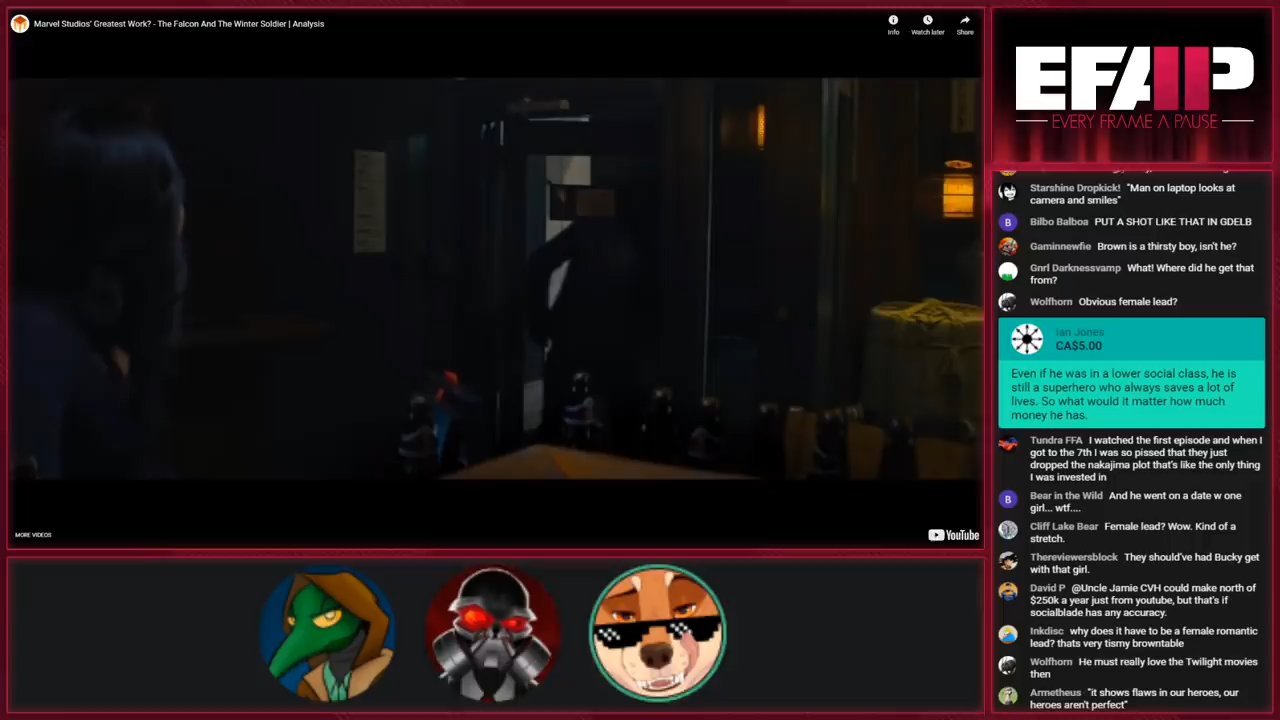 Marvel Studios' Greatest Work? - The Falcon And The Winter Soldier | Analysis
Info
Watch later
Share
MORE VIDEOS
YouTube
EFAP
EVERY FRAME A PAUSE
Starshine Dropkick! "Man on laptop looks at
camera and smiles"
B
Bilbo Balboa PUT A SHOT LIKE THAT IN GDELB
Gaminnewfie Brown is a thirsty boy, isn't he?
Gnrl Darknessvamp What! Where did he get that
from?
Wolfhorn Obvious female lead?
Ian Jones
CA$5.00
Even if he was in a lower social class, he is
still a superhero who always saves a lot of
lives. So what would it matter how much
money he has.
Tundra FFA I watched the first episode and when I
got to the 7th I was so pissed that they just
dropped the nakajima plot that's like the only thing
I was invested in
B
Bear in the Wild And he went on a date w one
girl... wtf....
Cliff Lake Bear Female lead? Wow. Kind of a
stretch.
Thereviewersblock They should've had Bucky get
with that girl.
David P @Uncle Jamie CVH could make north of
$250k a year just from youtube, but that's if
socialblade has any accuracy.
Inkdisc why does it have to be a female romantic
lead? thats very tismy browntable
Wolfhorn He must really love the Twilight movies
then
Armetheus "it shows flaws in our heroes, our
heroes aren't perfect"